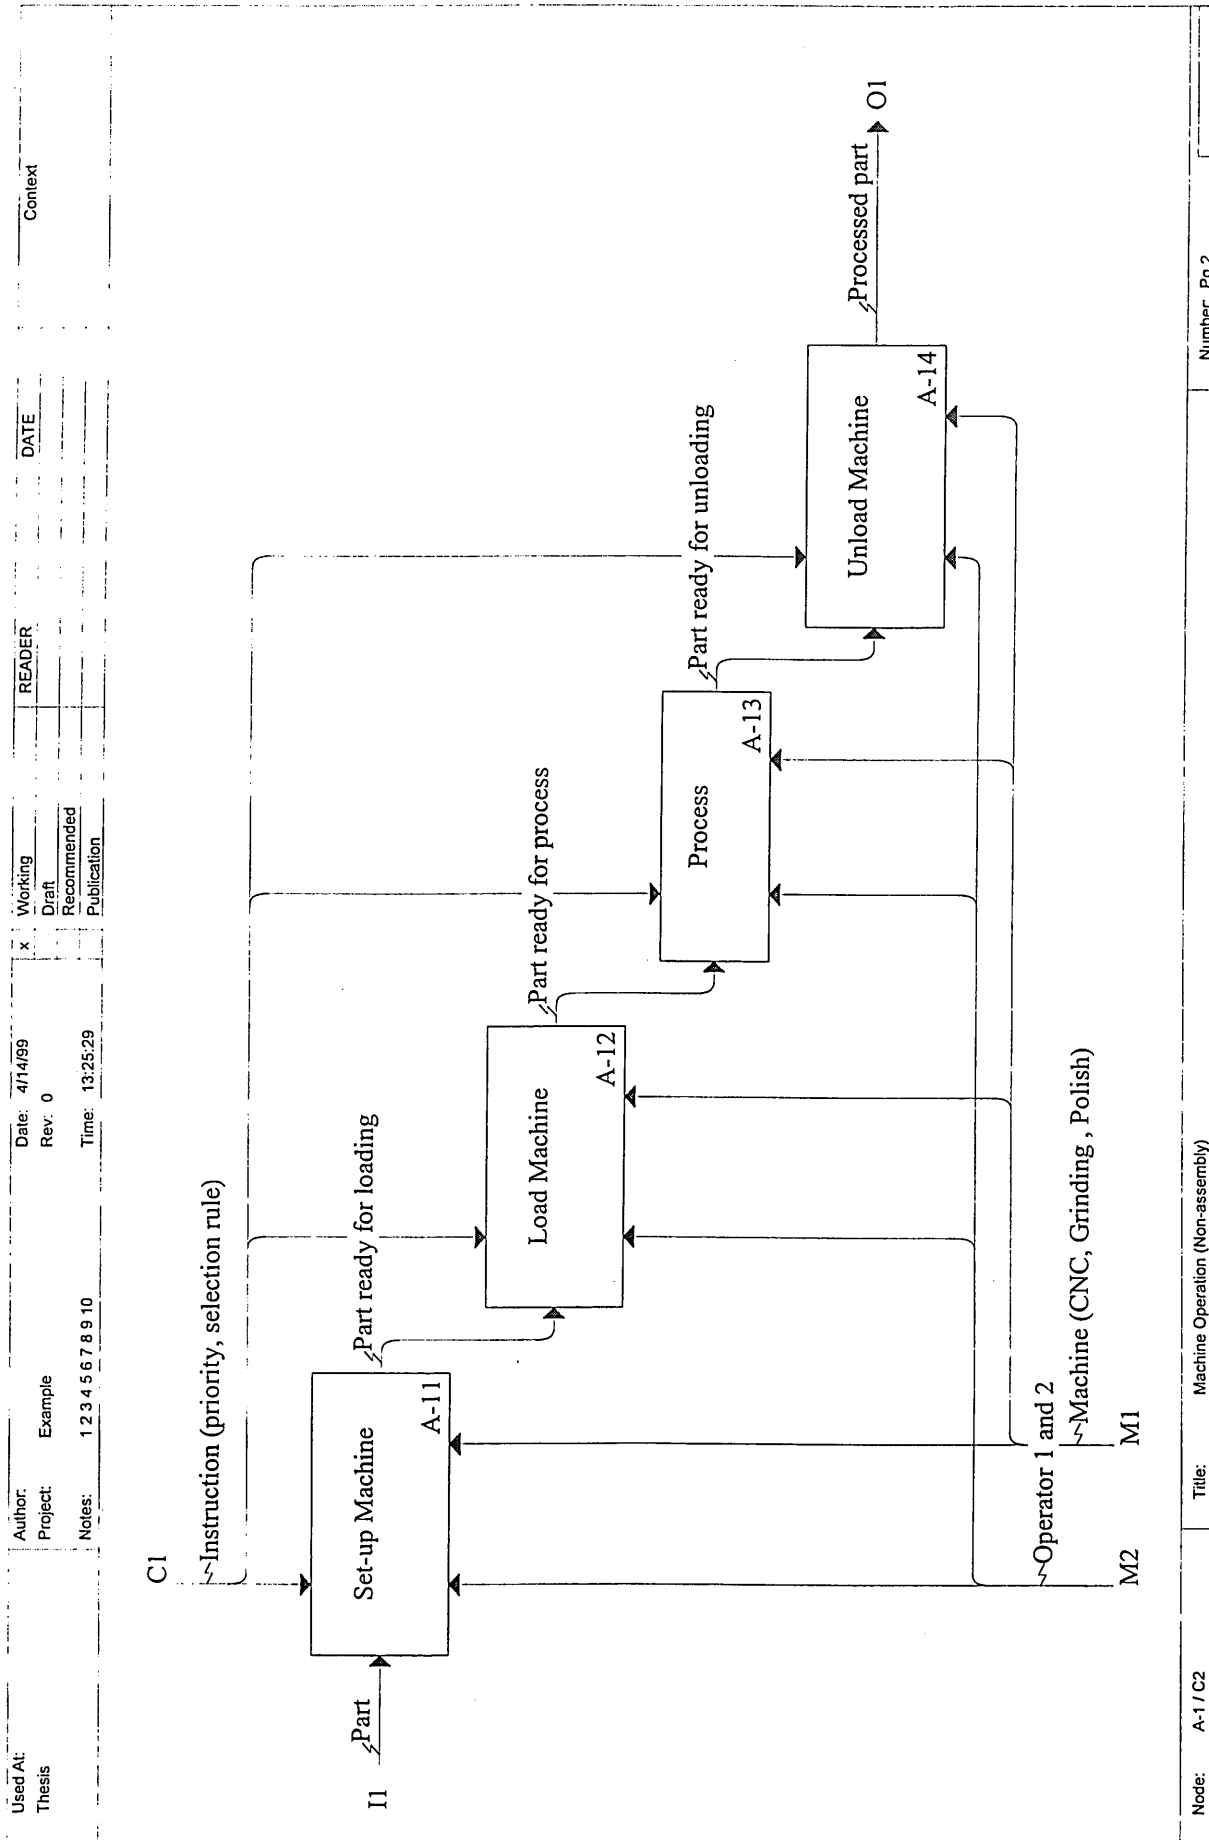 Used At:
Thesis
Author:
Project: Example
Notes: 1 2 3 4 5 6 7 8 9 10
Date: 4/14/99
Rev: 0
Time: 13:25:29
x Working
Draft
Recommended
Publication
READER DATE
Context
C1
Instruction (priority, selection rule)
I1
Part
Set-up Machine
A-11
Part ready for loading
Load Machine
A-12
Part ready for process
Process
A-13
Part ready for unloading
Unload Machine
A-14
Processed part
O1
Operator 1 and 2
Machine (CNC, Grinding , Polish)
M2
M1
Node: A-1 / C2
Title: Machine Operation (Non-assembly)
Number: Pg 2